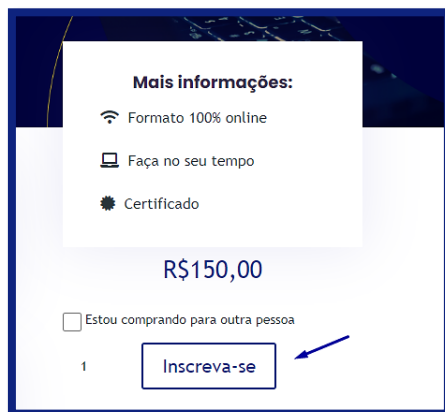 Mais informações:
Formato 100% online
Faça no seu tempo
Certificado
R$150,00
Estou comprando para outra pessoa
1
Inscreva-se